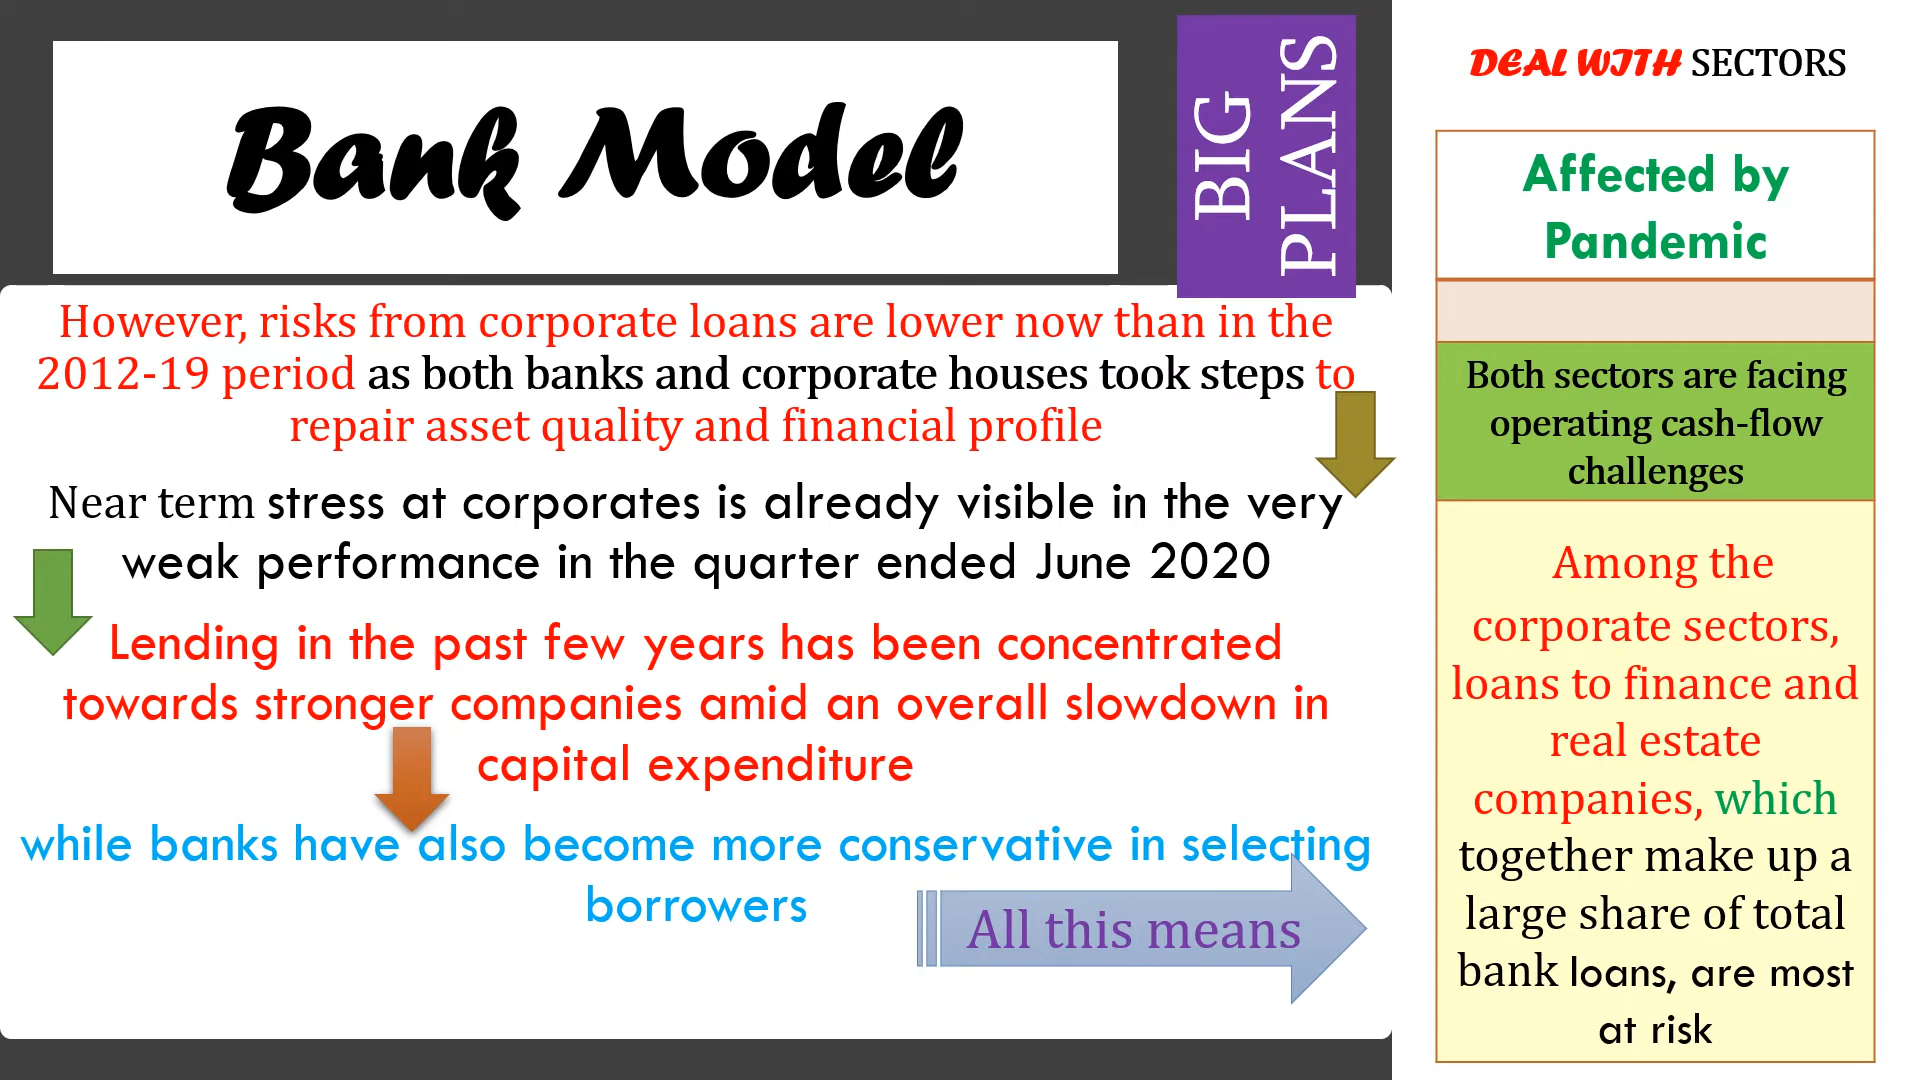 Bank Model
BIG
PLANS
However, risks from corporate loans are lower now than in the
2012-19 period as both banks and corporate houses took steps to
repair asset quality and financial profile
Near term stress at corporates is already visible in the very
weak performance in the quarter ended June 2020
Lending in the past few years has been concentrated
towards stronger companies amid an overall slowdown in
capital expenditure
while banks have also become more conservative in selecting
borrowers
All this means
DEAL WITH SECTORS
Affected by
Pandemic
Both sectors are facing
operating cash-flow
challenges
Among the
corporate sectors,
loans to finance and
real estate
companies, which
together make up a
large share of total
bank loans, are most
at risk